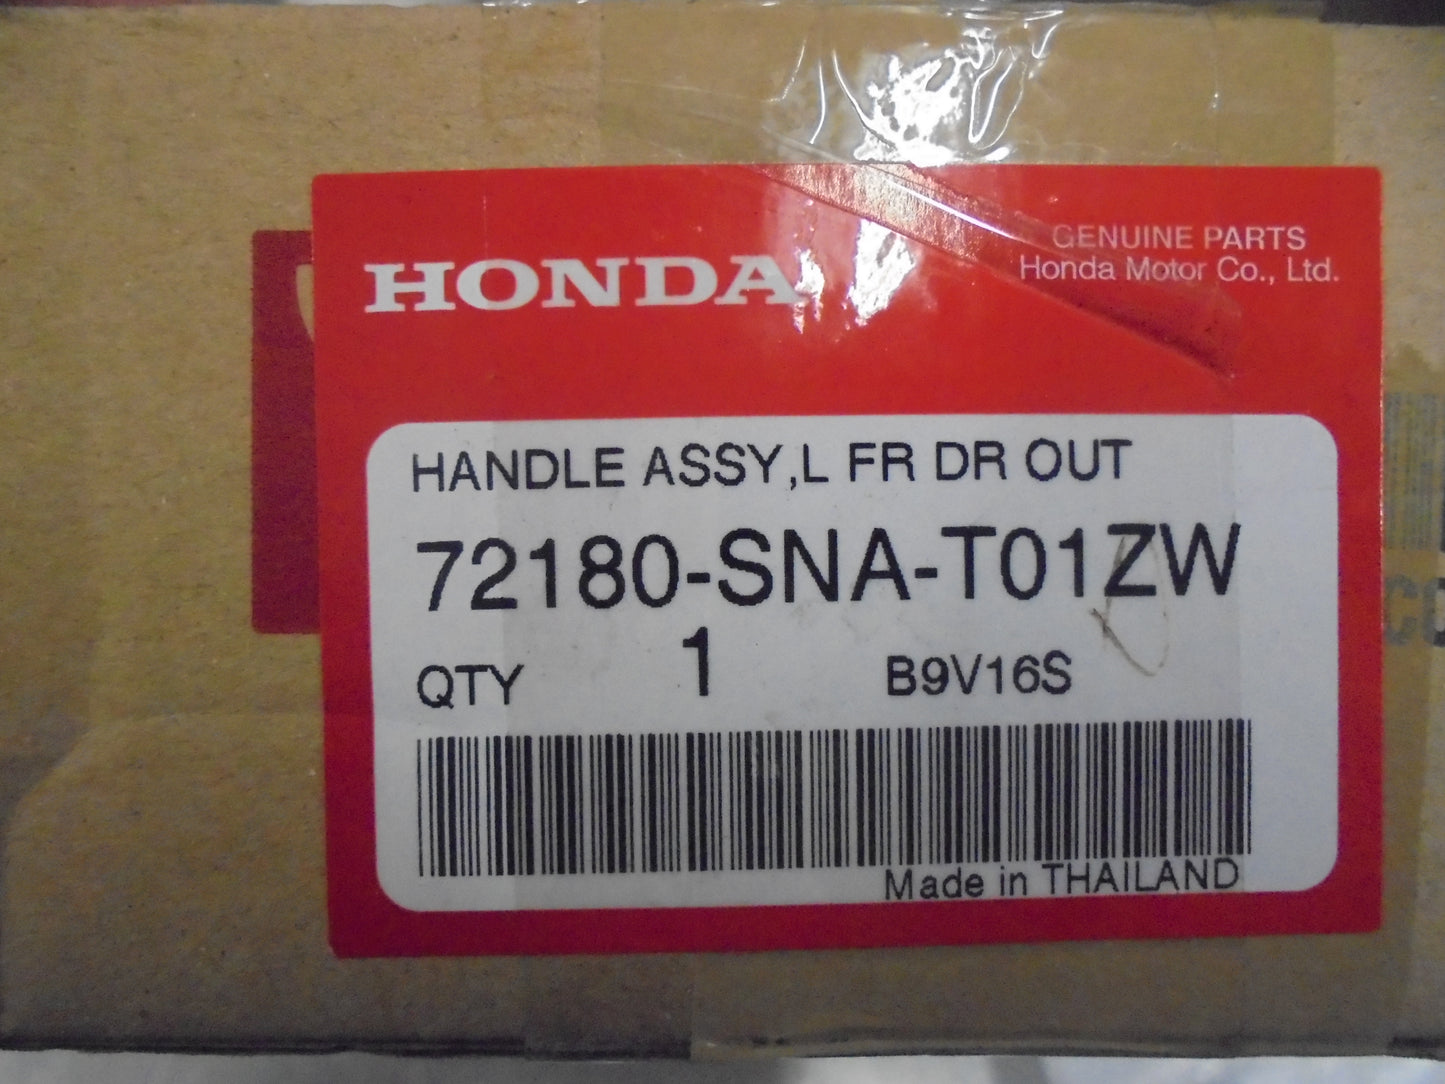 HONDA
GENUINE PARTS
Honda Motor Co., Ltd.
HANDLE ASSY,L FR DR OUT
72180-SNA-T01ZW
QTY 1 B9V16S
Made in THAILAND